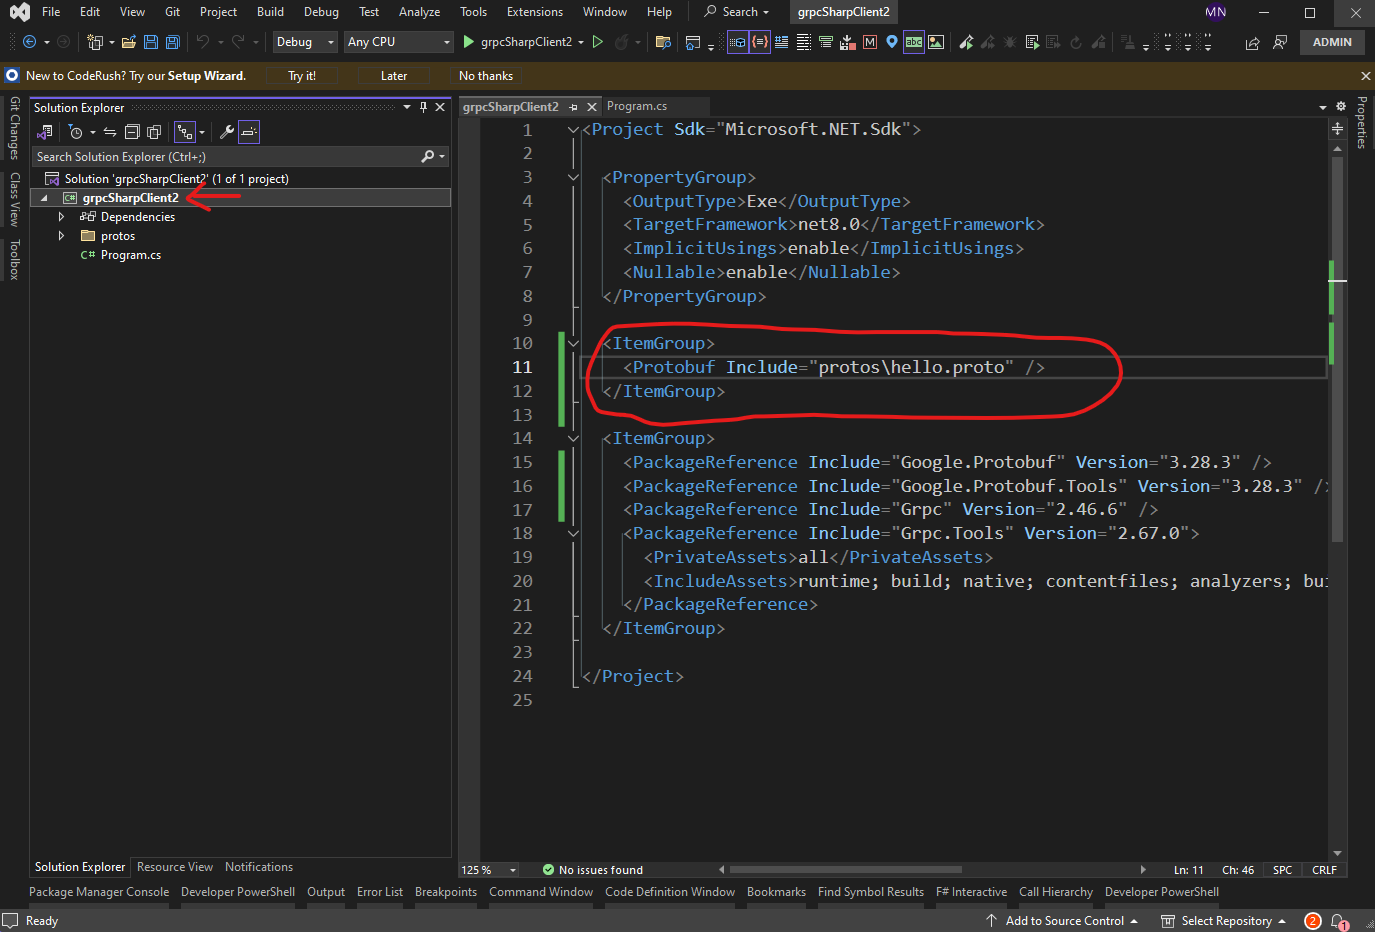 File Edit View Git Project Build Debug Test Analyze Tools Extensions Window Help Search grpcSharpClient2 MN
Debug Any CPU grpcSharpClient2 ADMIN
New to CodeRush? Try our Setup Wizard. Try it! Later No thanks
Git Changes
Class View
Toolbox
Solution Explorer
Search Solution Explorer (Ctrl+;)
Solution 'grpcSharpClient2' (1 of 1 project)
C# grpcSharpClient2
Dependencies
protos
C# Program.cs
Solution Explorer Resource View Notifications
grpcSharpClient2 Program.cs
Properties
1 <Project Sdk="Microsoft.NET.Sdk">
2
3 <PropertyGroup>
4 <OutputType>Exe</OutputType>
5 <TargetFramework>net8.0</TargetFramework>
6 <ImplicitUsings>enable</ImplicitUsings>
7 <Nullable>enable</Nullable>
8 </PropertyGroup>
9
10 <ItemGroup>
11 <Protobuf Include="protos\hello.proto" />
12 </ItemGroup>
13
14 <ItemGroup>
15 <PackageReference Include="Google.Protobuf" Version="3.28.3" />
16 <PackageReference Include="Google.Protobuf.Tools" Version="3.28.3" />
17 <PackageReference Include="Grpc" Version="2.46.6" />
18 <PackageReference Include="Grpc.Tools" Version="2.67.0">
19 <PrivateAssets>all</PrivateAssets>
20 <IncludeAssets>runtime; build; native; contentfiles; analyzers; bui
21 </PackageReference>
22 </ItemGroup>
23
24 </Project>
25
125 % No issues found Ln: 11 Ch: 46 SPC CRLF
Package Manager Console Developer PowerShell Output Error List Breakpoints Command Window Code Definition Window Bookmarks Find Symbol Results F# Interactive Call Hierarchy Developer PowerShell
Ready Add to Source Control Select Repository 2 1